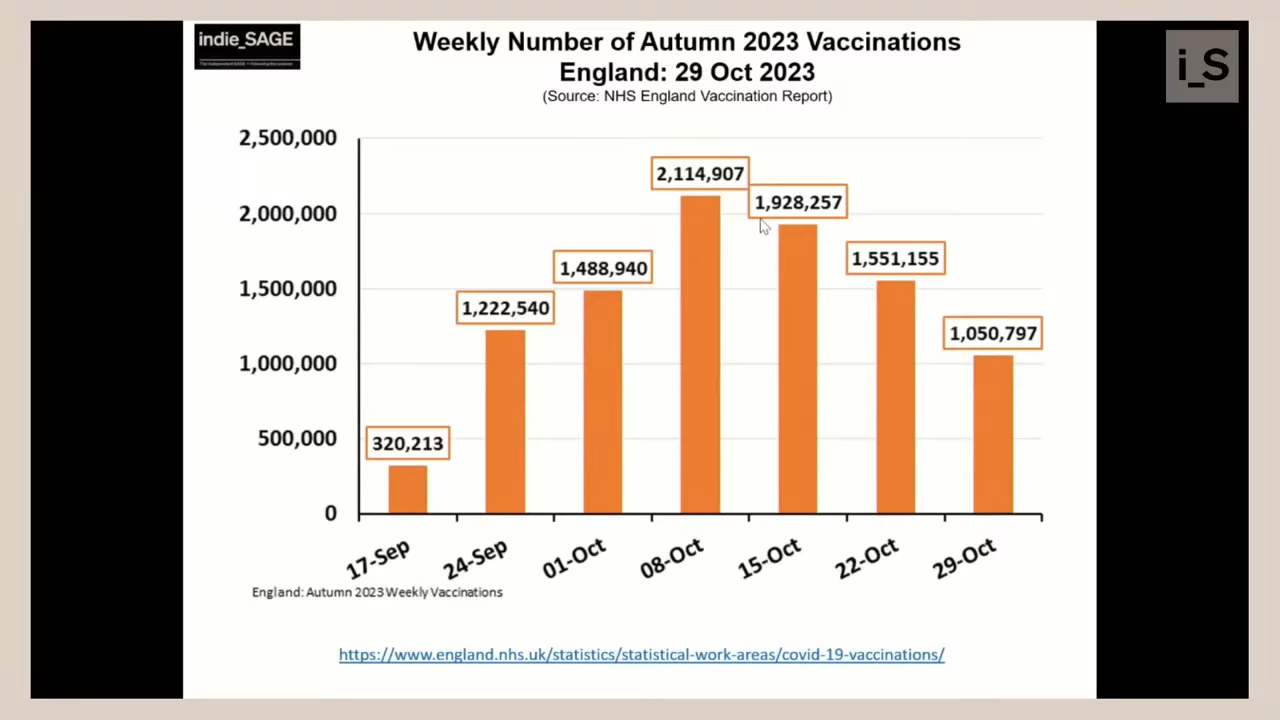 indie_SAGE
i_S
Weekly Number of Autumn 2023 Vaccinations
England: 29 Oct 2023
(Source: NHS England Vaccination Report)
2,500,000
2,000,000
1,500,000
1,000,000
500,000
0
320,213
1,222,540
1,488,940
2,114,907
1,928,257
1,551,155
1,050,797
17-Sep
24-Sep
01-Oct
08-Oct
15-Oct
22-Oct
29-Oct
England: Autumn 2023 Weekly Vaccinations
https://www.england.nhs.uk/statistics/statistical-work-areas/covid-19-vaccinations/